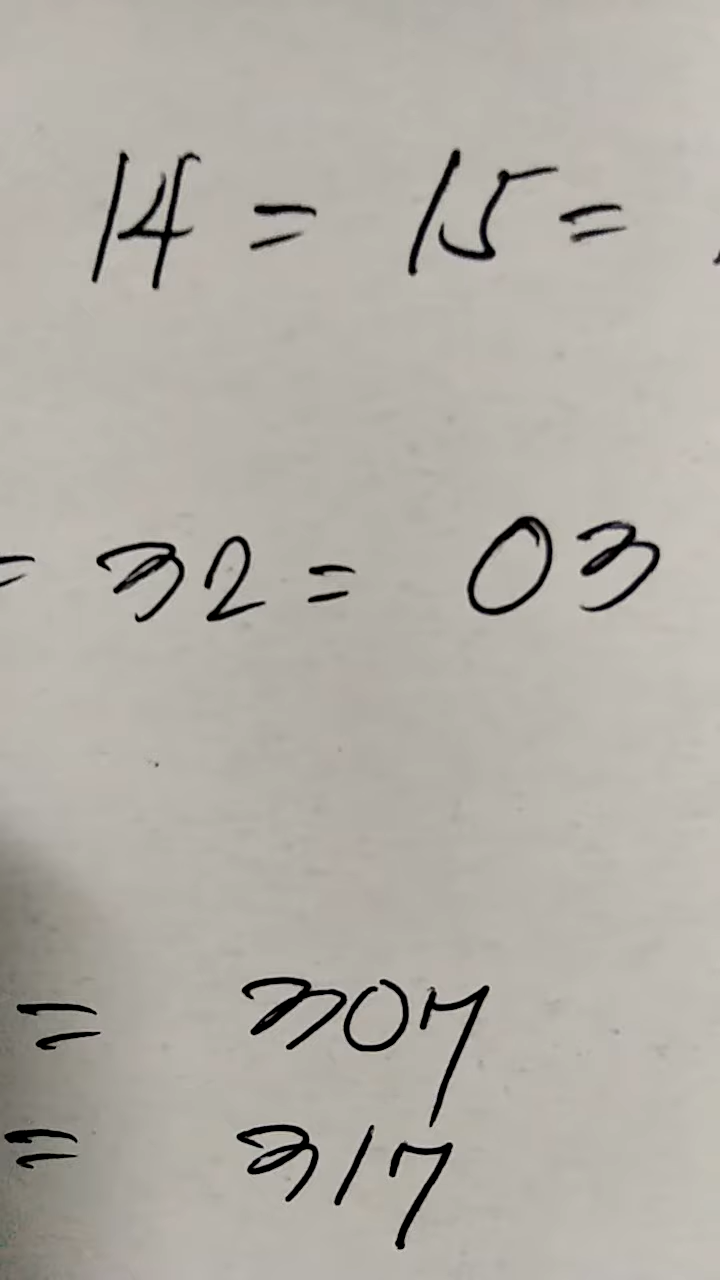 14 = 15 =
= 32 = 03
= 307
= 317